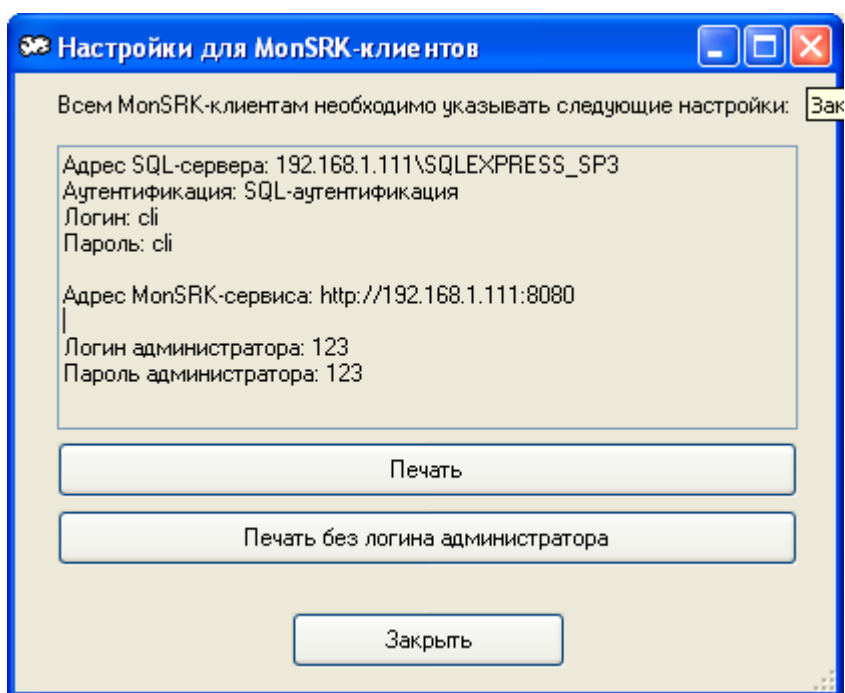 Настройки для MonSRK-клиентов
Всем MonSRK-клиентам необходимо указывать следующие настройки:
Зак
Адрес SQL-сервера: 192.168.1.111\SQLEXPRESS_SP3
Аутентификация: SQL-аутентификация
Логин: cli
Пароль: cli
Адрес MonSRK-сервиса: http://192.168.1.111:8080
Логин администратора: 123
Пароль администратора: 123
Печать
Печать без логина администратора
Закрыть